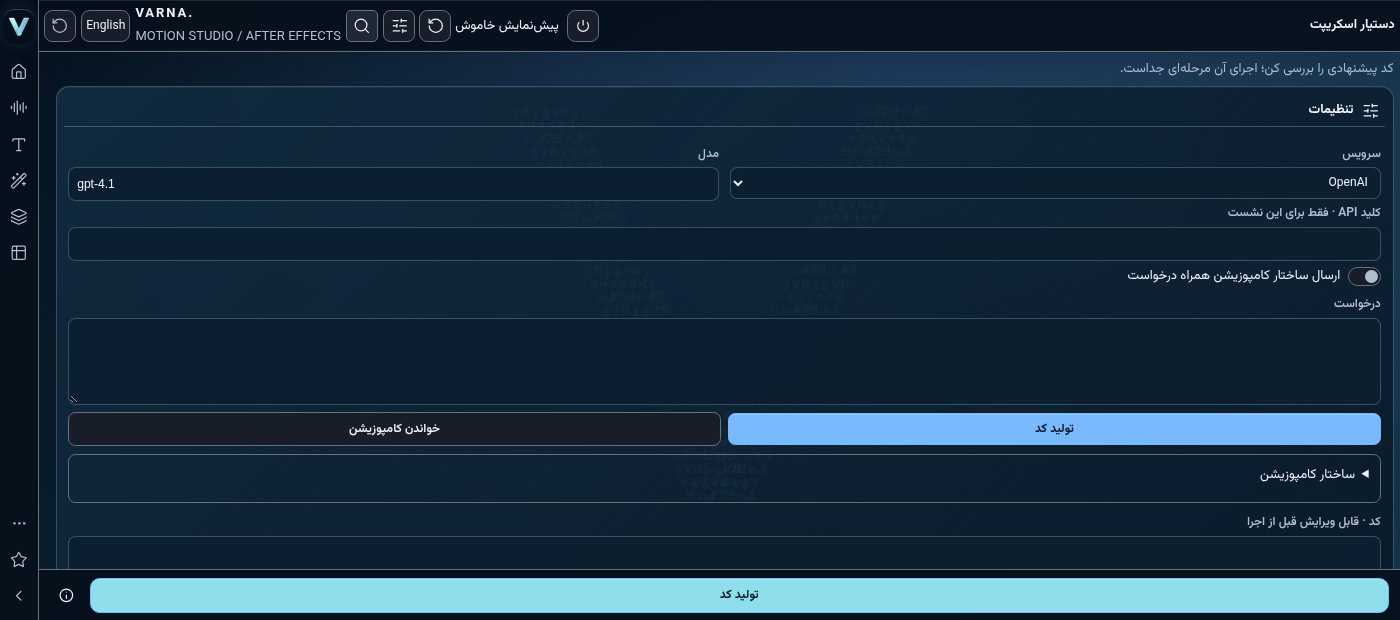 دستیار اسکریپت
پیش‌نمایش خاموش
VARNA.
MOTION STUDIO / AFTER EFFECTS
English
کد پیشنهادی را بررسی کن؛ اجرای آن مرحله‌ای جداست.
تنظیمات
سرویس
مدل
OpenAI
gpt-4.1
کلید API · فقط برای این نشست
ارسال ساختار کامپوزیشن همراه درخواست
درخواست
تولید کد
خواندن کامپوزیشن
ساختار کامپوزیشن
کد · قابل ویرایش قبل از اجرا
تولید کد